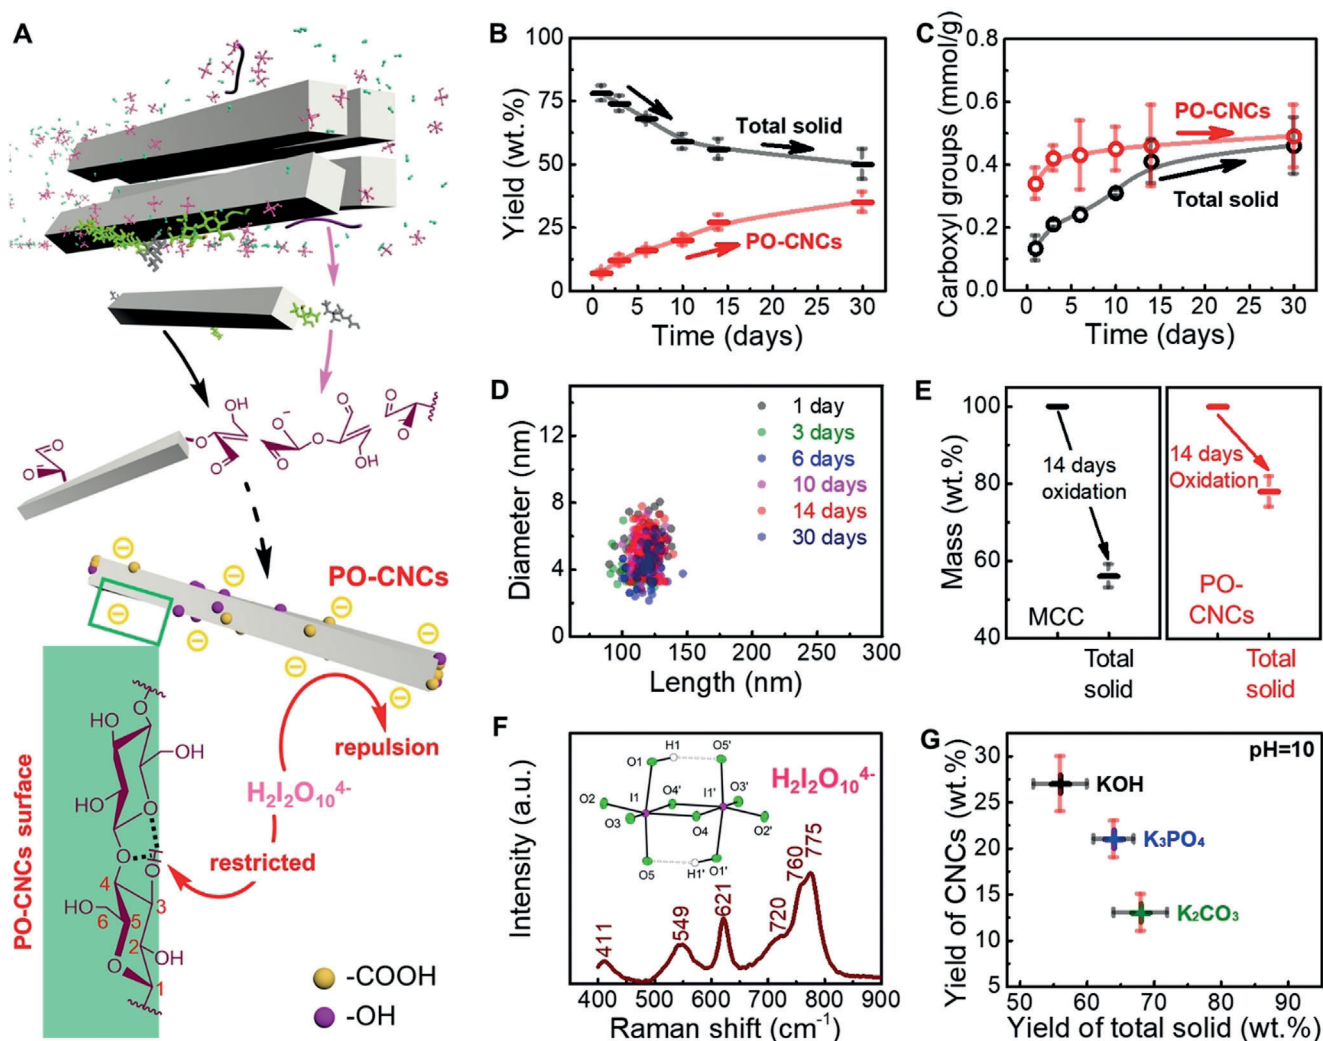 A
O
O
O
OH
O
O
O
O
O
-
O
O
OH
O
O
O
PO-CNCs
repulsion
H₂I₂O₁₀⁴⁻
restricted
PO-CNCs surface
O
HO
OH
HO
O
O
OH
4
3
HO
5
6
2
OH
O
1
-COOH
-OH
B
Yield (wt.%)
100
75
50
25
0
Total solid
PO-CNCs
0 5 10 15 20 25 30
Time (days)
C
Carboxyl groups (mmol/g)
0.8
0.6
0.4
0.2
0.0
PO-CNCs
Total solid
0 5 10 15 20 25 30
Time (days)
D
Diameter (nm)
12
8
4
0
1 day
3 days
6 days
10 days
14 days
30 days
100 150 200 250 300
Length (nm)
E
Mass (wt.%)
100
80
60
40
14 days
oxidation
MCC
Total
solid
14 days
Oxidation
PO-
CNCs
Total
solid
F
Intensity (a.u.)
H1
O5'
O1
O2
I1
O4'
I1'
O3'
O3
O4
O2'
O5
H1'
O1'
H₂I₂O₁₀⁴⁻
411
549
621
720
760
775
400 500 600 700 800 900
Raman shift (cm⁻¹)
G
pH=10
Yield of CNCs (wt.%)
30
25
20
15
10
5
KOH
K₃PO₄
K₂CO₃
50 60 70 80 90
Yield of total solid (wt.%)